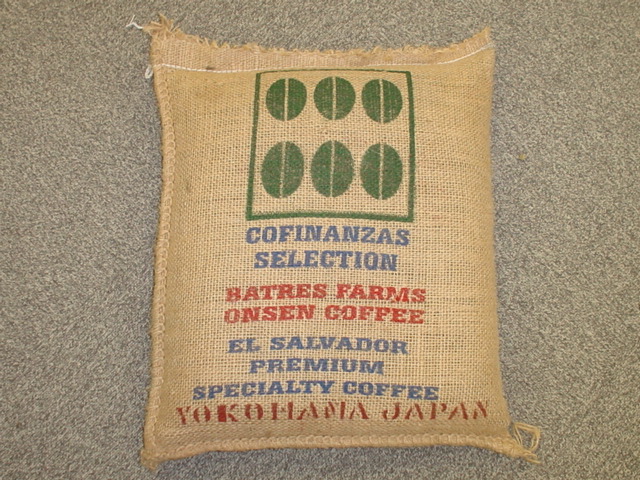 COFINANZAS
SELECTION
BATRES FARMS
ONSEN COFFEE
EL SALVADOR
PREMIUM
SPECIALTY COFFEE
YOKOHAMA JAPAN